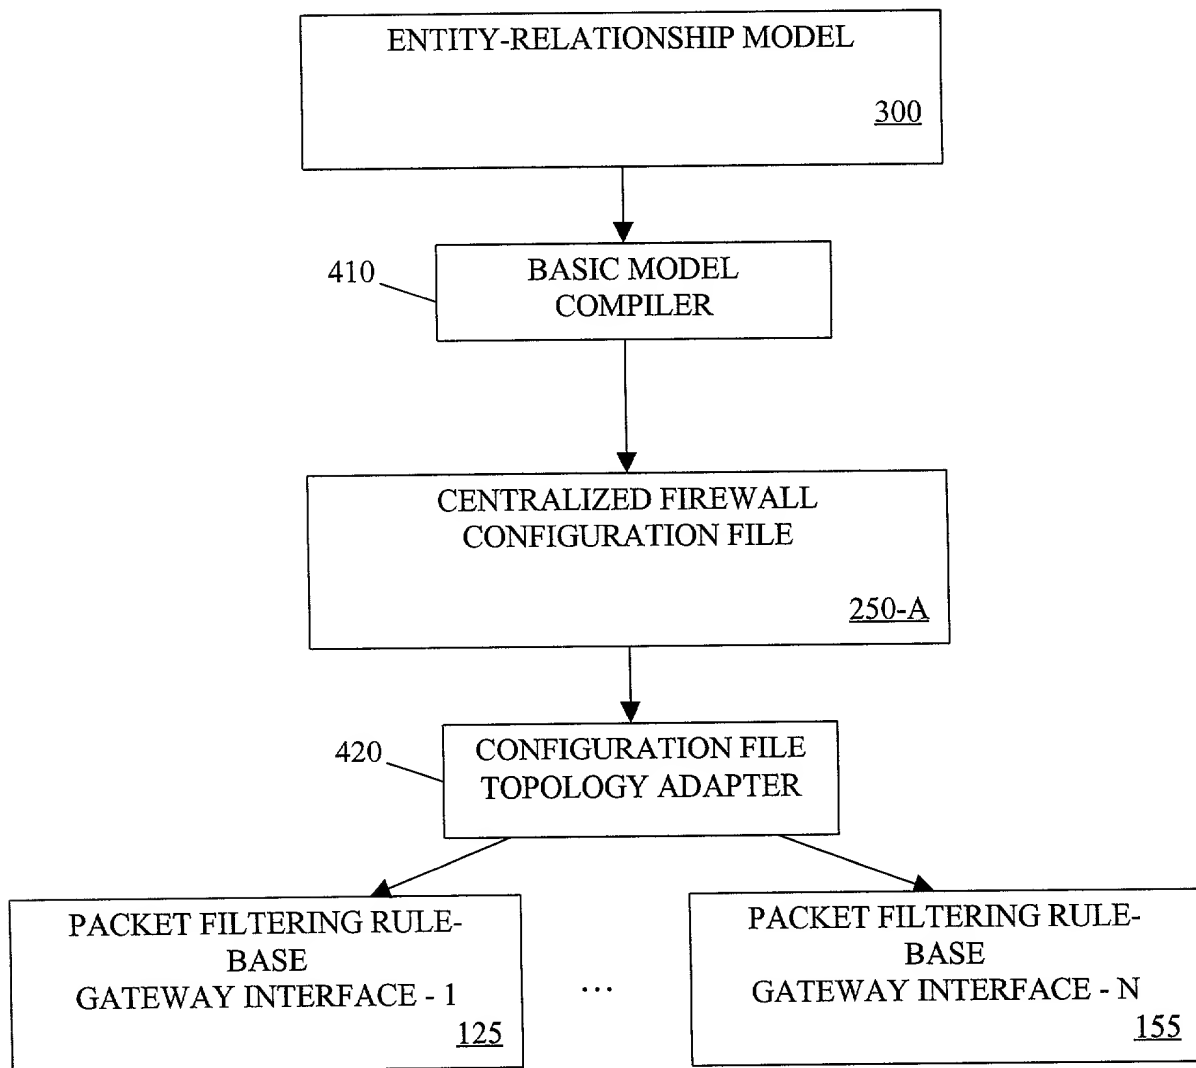 ENTITY-RELATIONSHIP MODEL
300
410
BASIC MODEL
COMPILER
CENTRALIZED FIREWALL
CONFIGURATION FILE
250-A
420
CONFIGURATION FILE
TOPOLOGY ADAPTER
PACKET FILTERING RULE-
BASE
GATEWAY INTERFACE - 1
125
...
PACKET FILTERING RULE-
BASE
GATEWAY INTERFACE - N
155